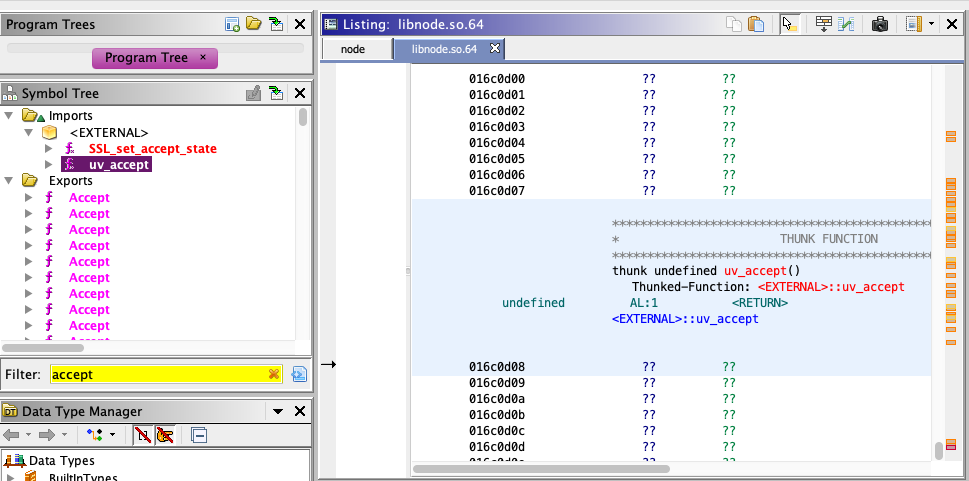 Program Trees
Program Tree ×
Symbol Tree
Imports
<EXTERNAL>
SSL_set_accept_state
uv_accept
Exports
Accept
Accept
Accept
Accept
Accept
Accept
Accept
Accept
Accept
Filter: accept
Data Type Manager
Data Types
BuiltInTypes
Listing: libnode.so.64
node libnode.so.64
016c0d00 ?? ??
016c0d01 ?? ??
016c0d02 ?? ??
016c0d03 ?? ??
016c0d04 ?? ??
016c0d05 ?? ??
016c0d06 ?? ??
016c0d07 ?? ??
************************************************
* THUNK FUNCTION
************************************************
thunk undefined uv_accept()
Thunked-Function: <EXTERNAL>::uv_accept
undefined AL:1 <RETURN>
<EXTERNAL>::uv_accept
016c0d08 ?? ??
016c0d09 ?? ??
016c0d0a ?? ??
016c0d0b ?? ??
016c0d0c ?? ??
016c0d0d ?? ??